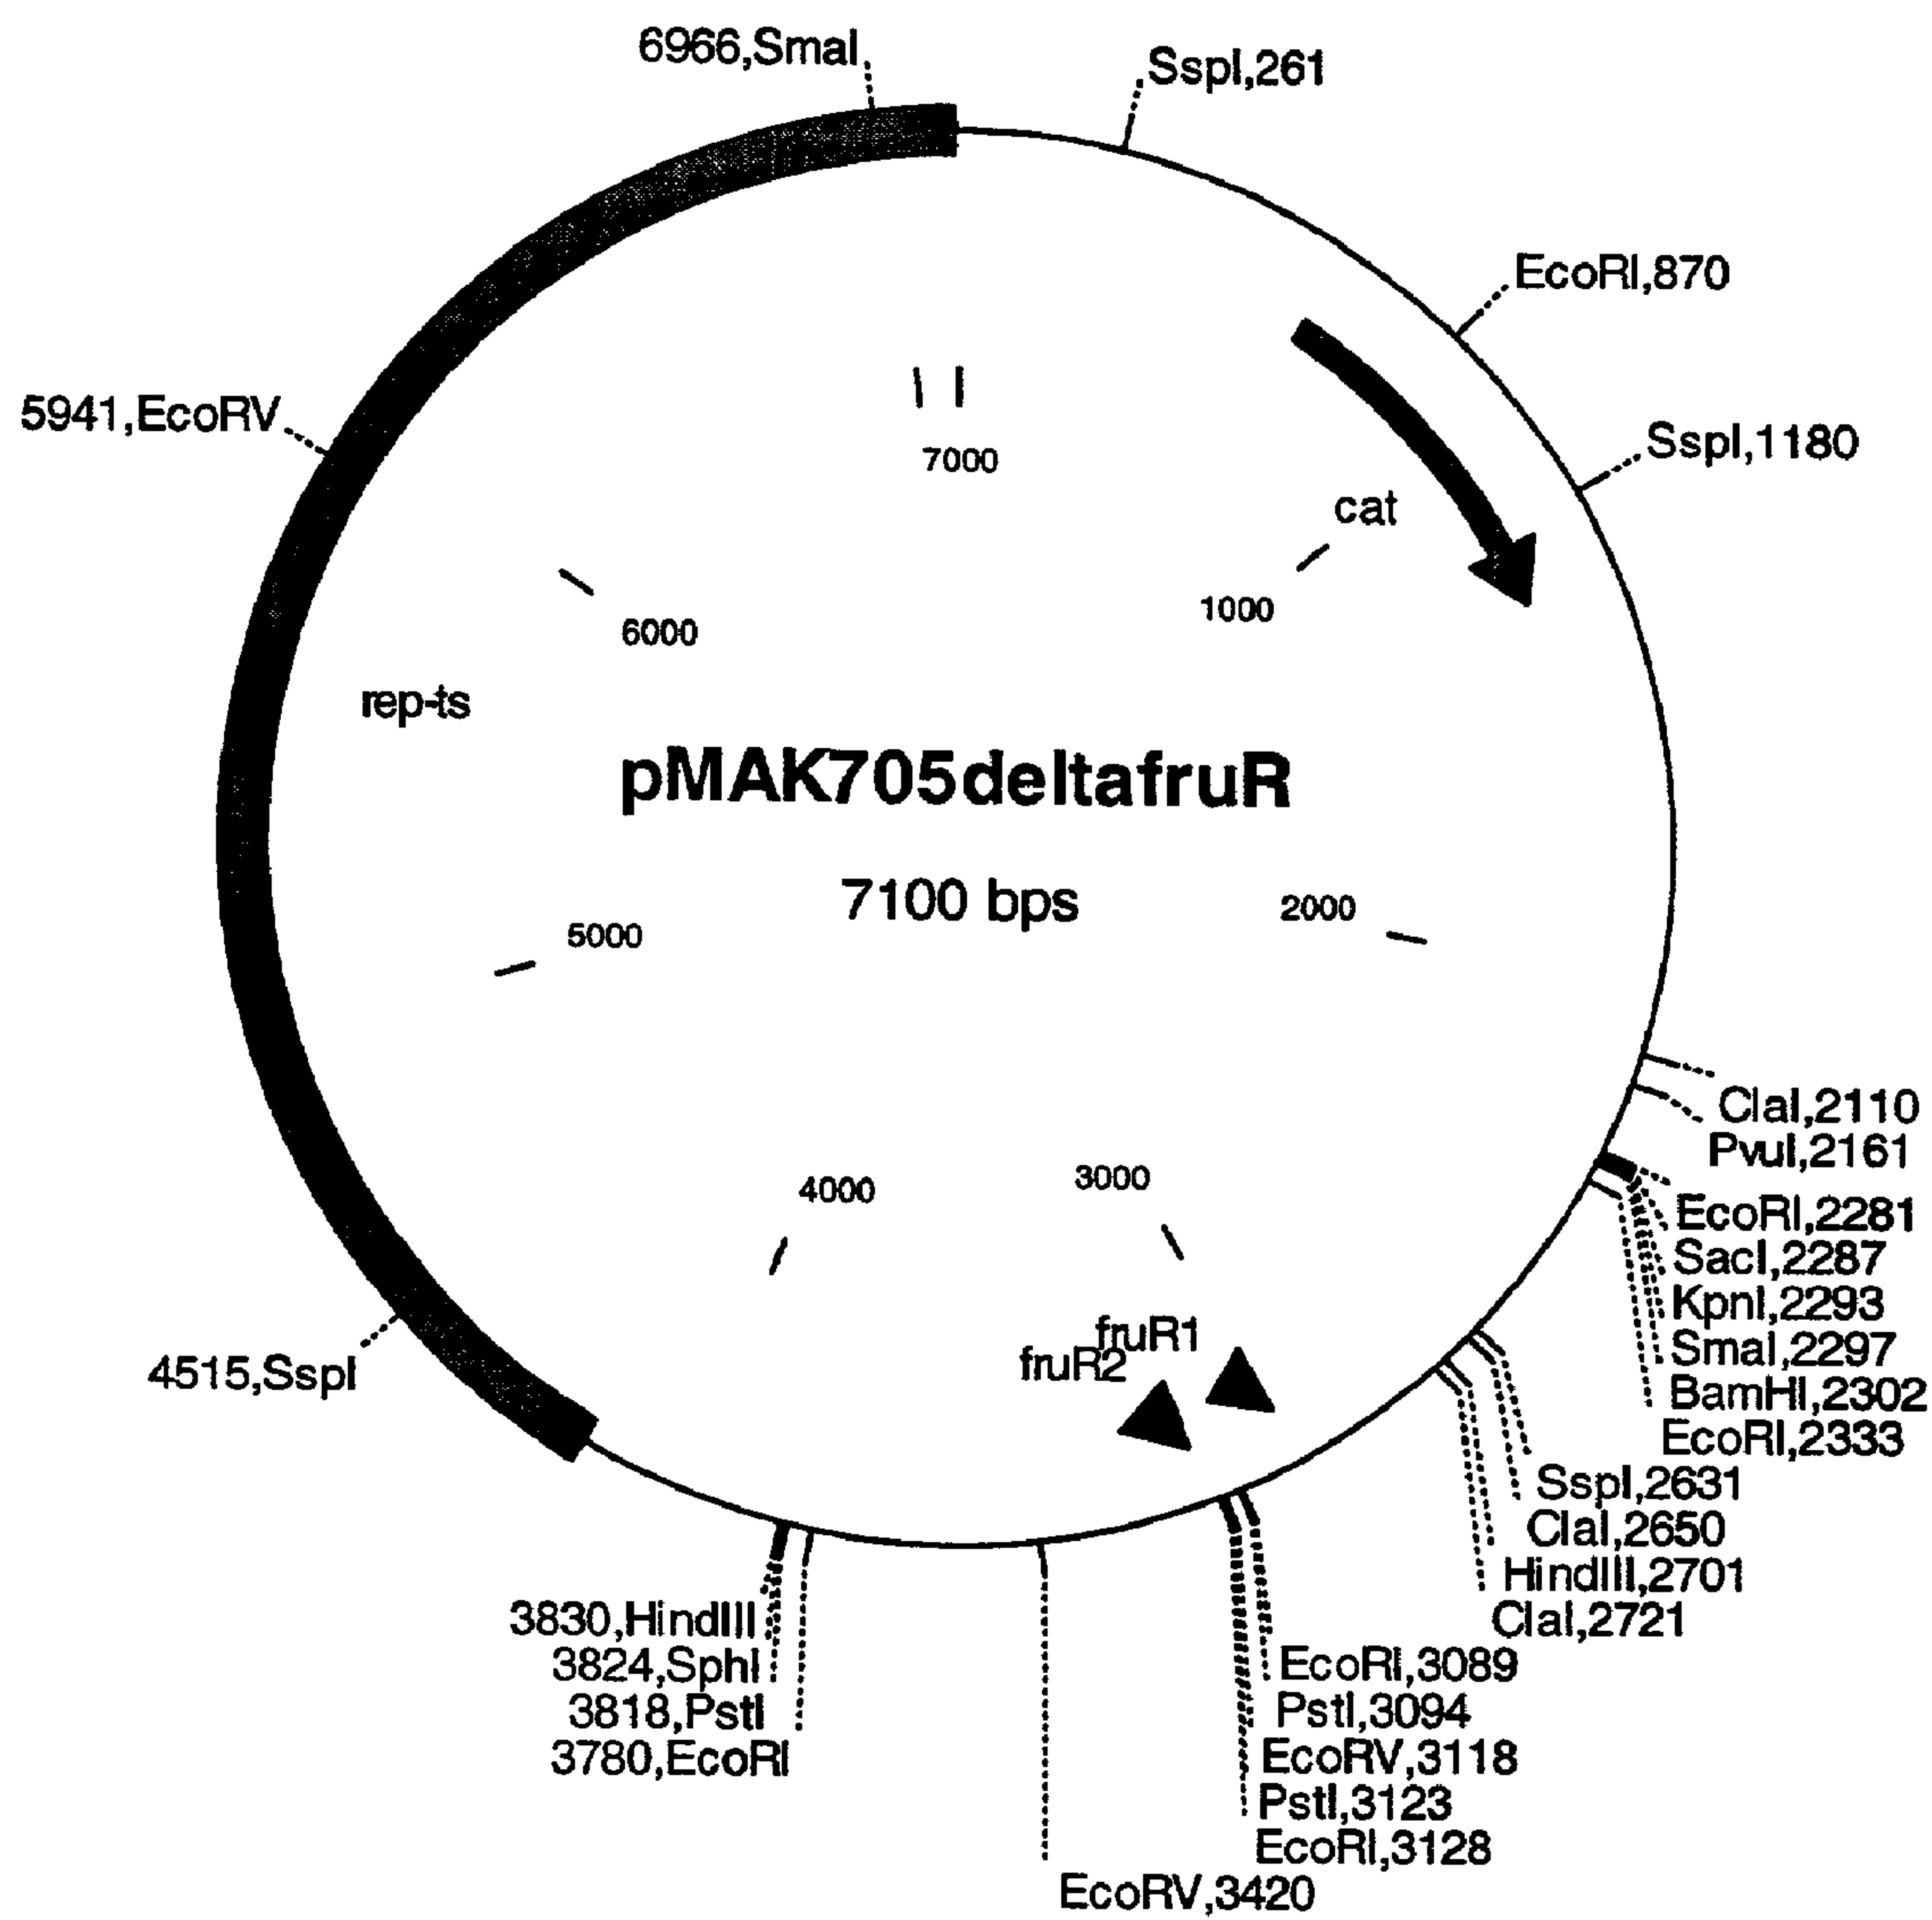 6966,SmaI
SspI,261
EcoRI,870
SspI,1180
5941,EcoRV
7000
cat
1000
6000
rep-ts
pMAK705deltafruR
7100 bps
2000
5000
ClaI,2110
PvuI,2161
EcoRI,2281
SacI,2287
KpnI,2293
SmaI,2297
BamHI,2302
EcoRI,2333
SspI,2631
ClaI,2650
HindIII,2701
ClaI,2721
4000
3000
fruR1
fruR2
4515,SspI
3830,HindIII
3824,SphI
3818,PstI
3780,EcoRI
EcoRI,3089
PstI,3094
EcoRV,3118
PstI,3123
EcoRI,3128
EcoRV,3420